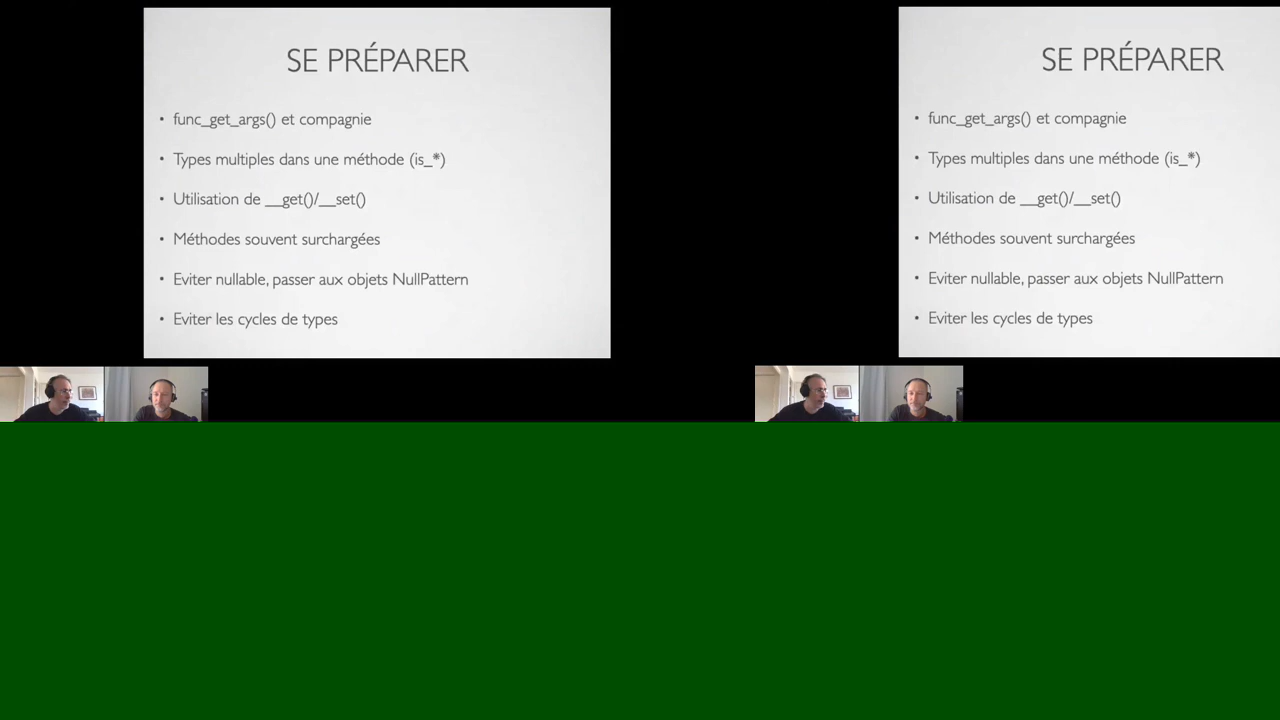 SE PRÉPARER
• func_get_args() et compagnie
• Types multiples dans une méthode (is_*)
• Utilisation de __get()/__set()
• Méthodes souvent surchargées
• Eviter nullable, passer aux objets NullPattern
• Eviter les cycles de types
SE PRÉPARER
• func_get_args() et compagnie
• Types multiples dans une méthode (is_*)
• Utilisation de __get()/__set()
• Méthodes souvent surchargées
• Eviter nullable, passer aux objets NullPattern
• Eviter les cycles de types